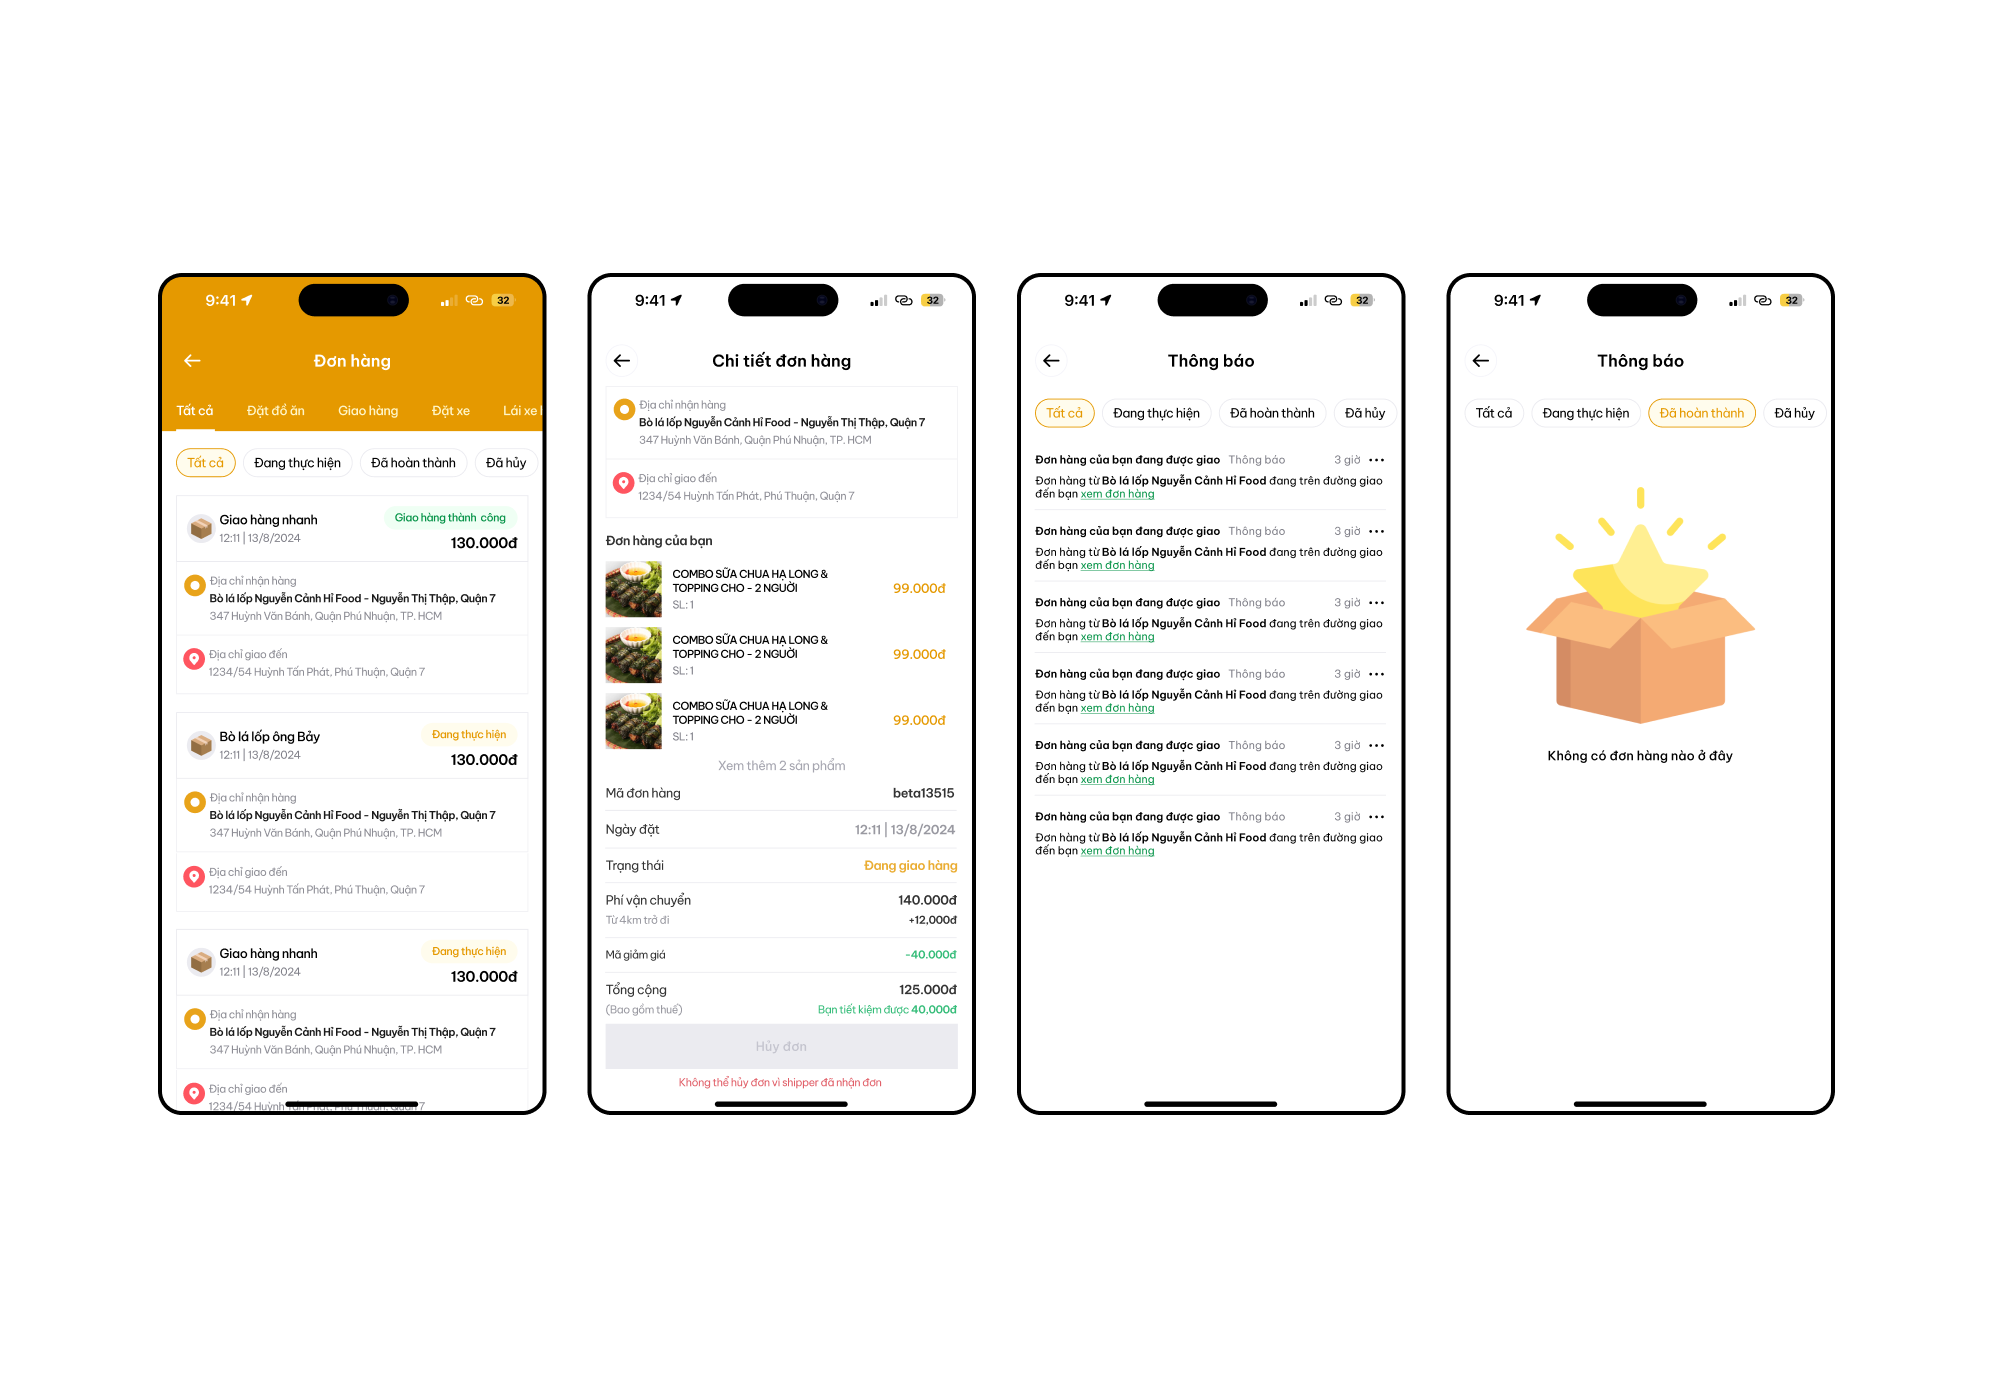 9:41
32
Đơn hàng
Tất cả Đặt đồ ăn Giao hàng Đặt xe Lái xe
Tất cả Đang thực hiện Đã hoàn thành Đã hủy
Giao hàng nhanh Giao hàng thành công
12:11 | 13/8/2024 130.000đ
Địa chỉ nhận hàng
Bò lá lốp Nguyễn Cảnh Hỉ Food - Nguyễn Thị Thập, Quận 7
347 Huỳnh Văn Bánh, Quận Phú Nhuận, TP. HCM
Địa chỉ giao đến
1234/54 Huỳnh Tấn Phát, Phú Thuận, Quận 7
Bò lá lốp ông Bảy Đang thực hiện
12:11 | 13/8/2024 130.000đ
Địa chỉ nhận hàng
Bò lá lốp Nguyễn Cảnh Hỉ Food - Nguyễn Thị Thập, Quận 7
347 Huỳnh Văn Bánh, Quận Phú Nhuận, TP. HCM
Địa chỉ giao đến
1234/54 Huỳnh Tấn Phát, Phú Thuận, Quận 7
Giao hàng nhanh Đang thực hiện
12:11 | 13/8/2024 130.000đ
Địa chỉ nhận hàng
Bò lá lốp Nguyễn Cảnh Hỉ Food - Nguyễn Thị Thập, Quận 7
347 Huỳnh Văn Bánh, Quận Phú Nhuận, TP. HCM
Địa chỉ giao đến
1234/54 Huỳnh Tấn Phát, Phú Thuận, Quận 7
9:41
32
Chi tiết đơn hàng
Địa chỉ nhận hàng
Bò lá lốp Nguyễn Cảnh Hỉ Food - Nguyễn Thị Thập, Quận 7
347 Huỳnh Văn Bánh, Quận Phú Nhuận, TP. HCM
Địa chỉ giao đến
1234/54 Huỳnh Tấn Phát, Phú Thuận, Quận 7
Đơn hàng của bạn
COMBO SỮA CHUA HẠ LONG &
TOPPING CHO - 2 NGUỜI 99.000đ
SL: 1
COMBO SỮA CHUA HẠ LONG &
TOPPING CHO - 2 NGUỜI 99.000đ
SL: 1
COMBO SỮA CHUA HẠ LONG &
TOPPING CHO - 2 NGUỜI 99.000đ
SL: 1
Xem thêm 2 sản phẩm
Mã đơn hàng beta13515
Ngày đặt 12:11 | 13/8/2024
Trạng thái Đang giao hàng
Phí vận chuyển 140.000đ
Từ 4km trở đi +12,000đ
Mã giảm giá -40.000đ
Tổng cộng 125.000đ
(Bao gồm thuế) Bạn tiết kiệm được 40,000đ
Hủy đơn
Không thể hủy đơn vì shipper đã nhận đơn
9:41
32
Thông báo
Tất cả Đang thực hiện Đã hoàn thành Đã hủy
Đơn hàng của bạn đang được giao Thông báo 3 giờ
Đơn hàng từ Bò lá lốp Nguyễn Cảnh Hỉ Food đang trên đường giao
đến bạn xem đơn hàng
Đơn hàng của bạn đang được giao Thông báo 3 giờ
Đơn hàng từ Bò lá lốp Nguyễn Cảnh Hỉ Food đang trên đường giao
đến bạn xem đơn hàng
Đơn hàng của bạn đang được giao Thông báo 3 giờ
Đơn hàng từ Bò lá lốp Nguyễn Cảnh Hỉ Food đang trên đường giao
đến bạn xem đơn hàng
Đơn hàng của bạn đang được giao Thông báo 3 giờ
Đơn hàng từ Bò lá lốp Nguyễn Cảnh Hỉ Food đang trên đường giao
đến bạn xem đơn hàng
Đơn hàng của bạn đang được giao Thông báo 3 giờ
Đơn hàng từ Bò lá lốp Nguyễn Cảnh Hỉ Food đang trên đường giao
đến bạn xem đơn hàng
Đơn hàng của bạn đang được giao Thông báo 3 giờ
Đơn hàng từ Bò lá lốp Nguyễn Cảnh Hỉ Food đang trên đường giao
đến bạn xem đơn hàng
9:41
32
Thông báo
Tất cả Đang thực hiện Đã hoàn thành Đã hủy
Không có đơn hàng nào ở đây